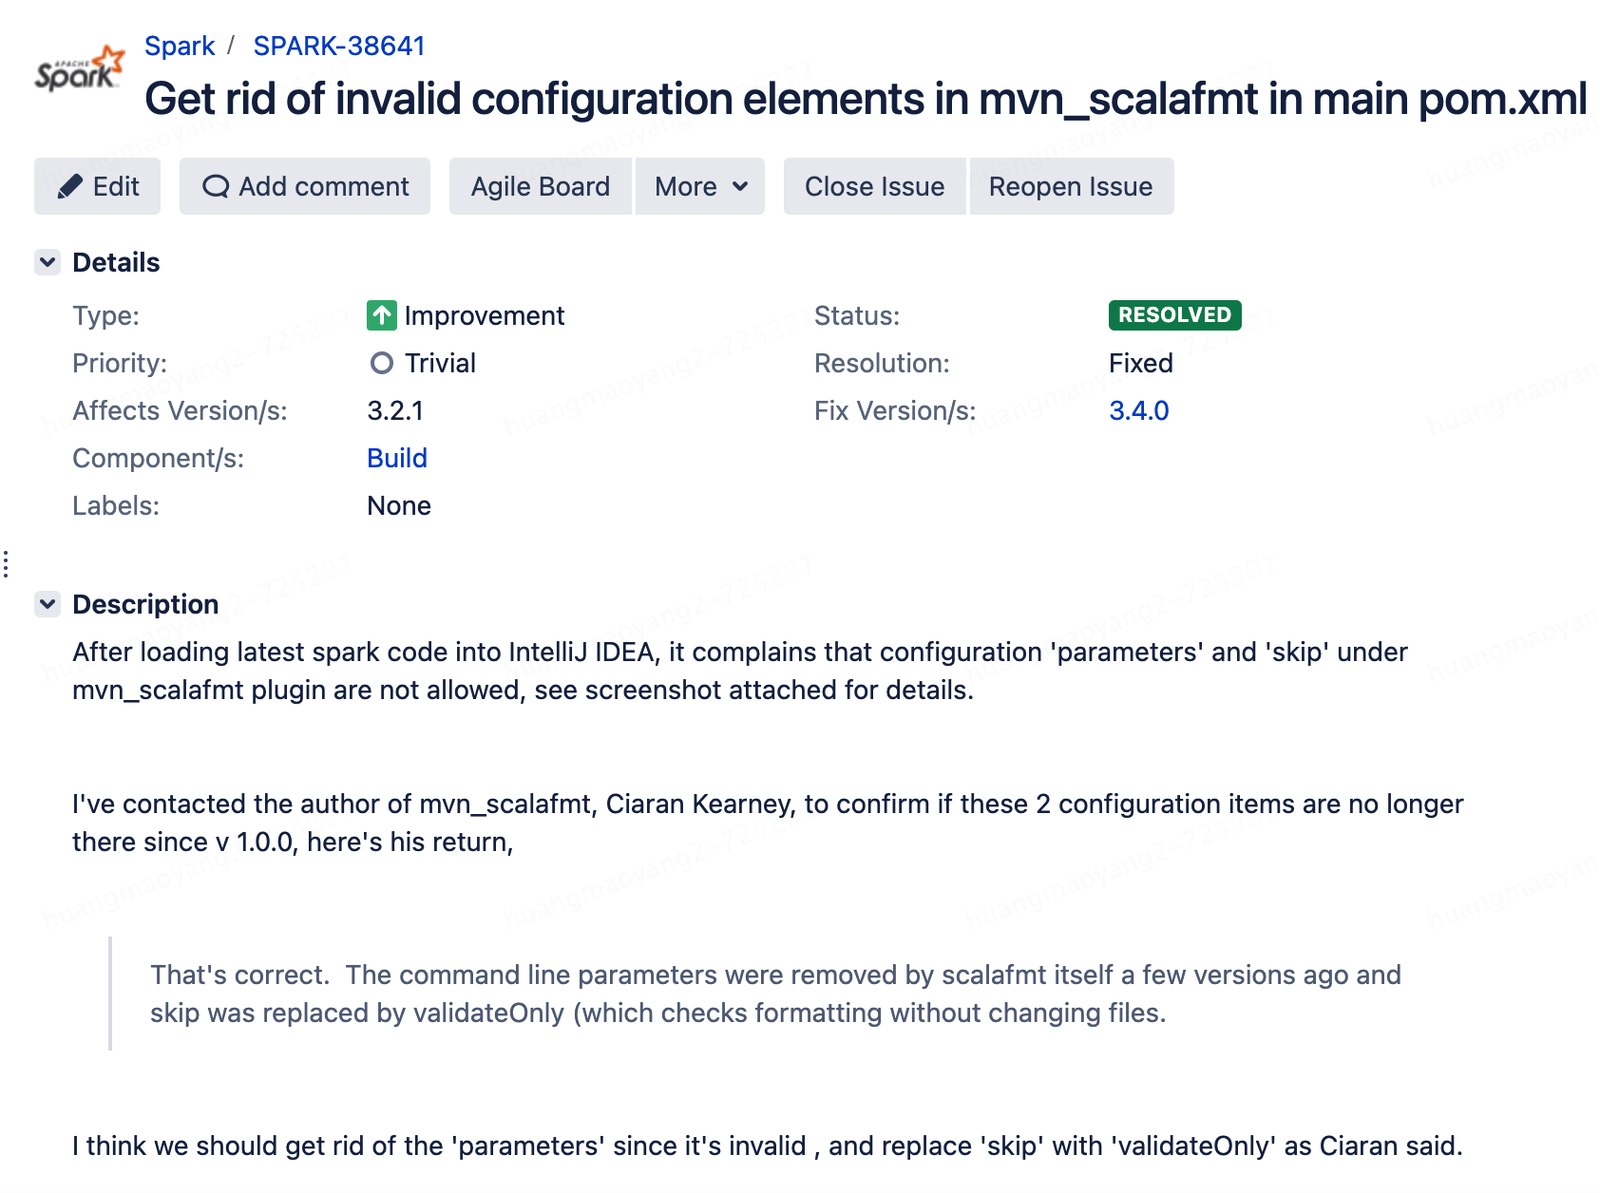 APACHE
Spark
Spark / SPARK-38641
Get rid of invalid configuration elements in mvn_scalafmt in main pom.xml
Edit Add comment Agile Board More Close Issue Reopen Issue
Details
Type: Improvement Status: RESOLVED
Priority: Trivial Resolution: Fixed
Affects Version/s: 3.2.1 Fix Version/s: 3.4.0
Component/s: Build
Labels: None
Description
After loading latest spark code into IntelliJ IDEA, it complains that configuration 'parameters' and 'skip' under
mvn_scalafmt plugin are not allowed, see screenshot attached for details.
I've contacted the author of mvn_scalafmt, Ciaran Kearney, to confirm if these 2 configuration items are no longer
there since v 1.0.0, here's his return,
That's correct.  The command line parameters were removed by scalafmt itself a few versions ago and
skip was replaced by validateOnly (which checks formatting without changing files.
I think we should get rid of the 'parameters' since it's invalid , and replace 'skip' with 'validateOnly' as Ciaran said.